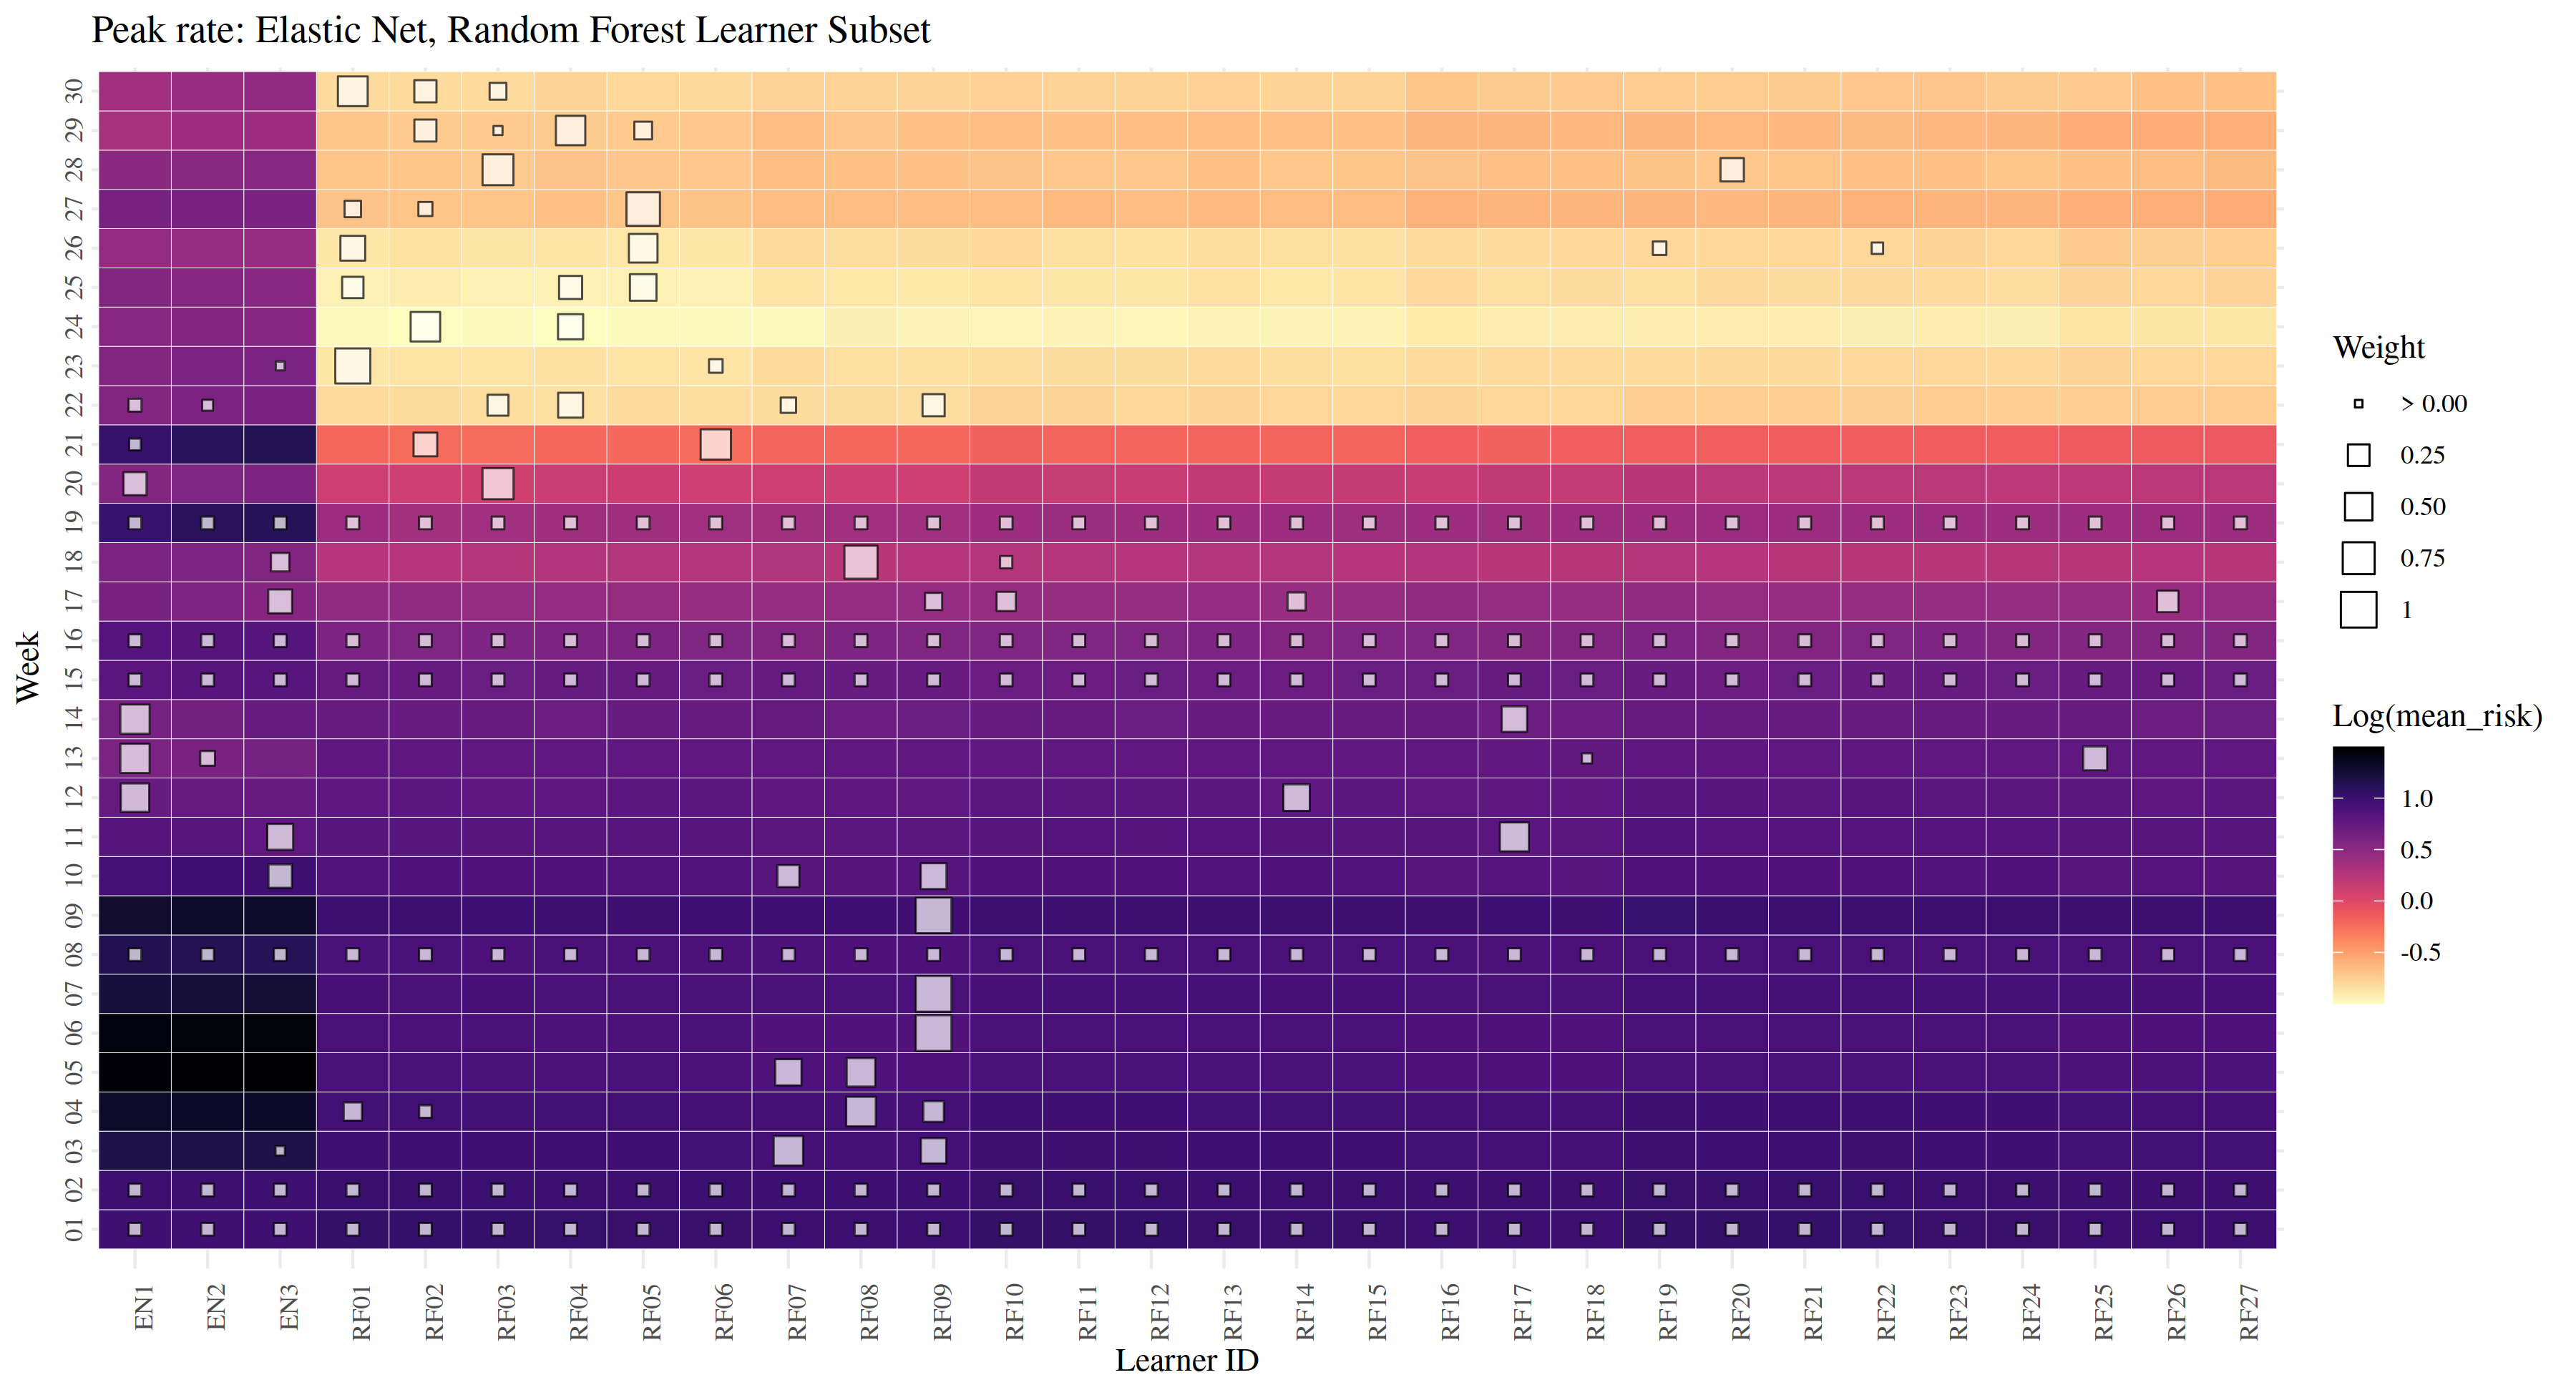 Peak rate: Elastic Net, Random Forest Learner Subset
Week
30
29
28
27
26
25
24
23
22
21
20
19
18
17
16
15
14
13
12
11
10
09
08
07
06
05
04
03
02
01
EN1
EN2
EN3
RF01
RF02
RF03
RF04
RF05
RF06
RF07
RF08
RF09
RF10
RF11
RF12
RF13
RF14
RF15
RF16
RF17
RF18
RF19
RF20
RF21
RF22
RF23
RF24
RF25
RF26
RF27
Learner ID
Weight
> 0.00
0.25
0.50
0.75
1
Log(mean_risk)
1.0
0.5
0.0
-0.5